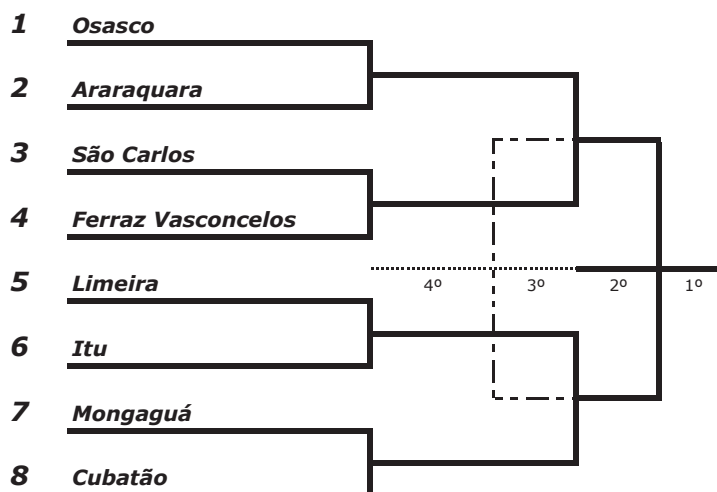 1 Osasco
2 Araraquara
3 São Carlos
4 Ferraz Vasconcelos
5 Limeira
4º 3º 2º 1º
6 Itu
7 Mongaguá
8 Cubatão